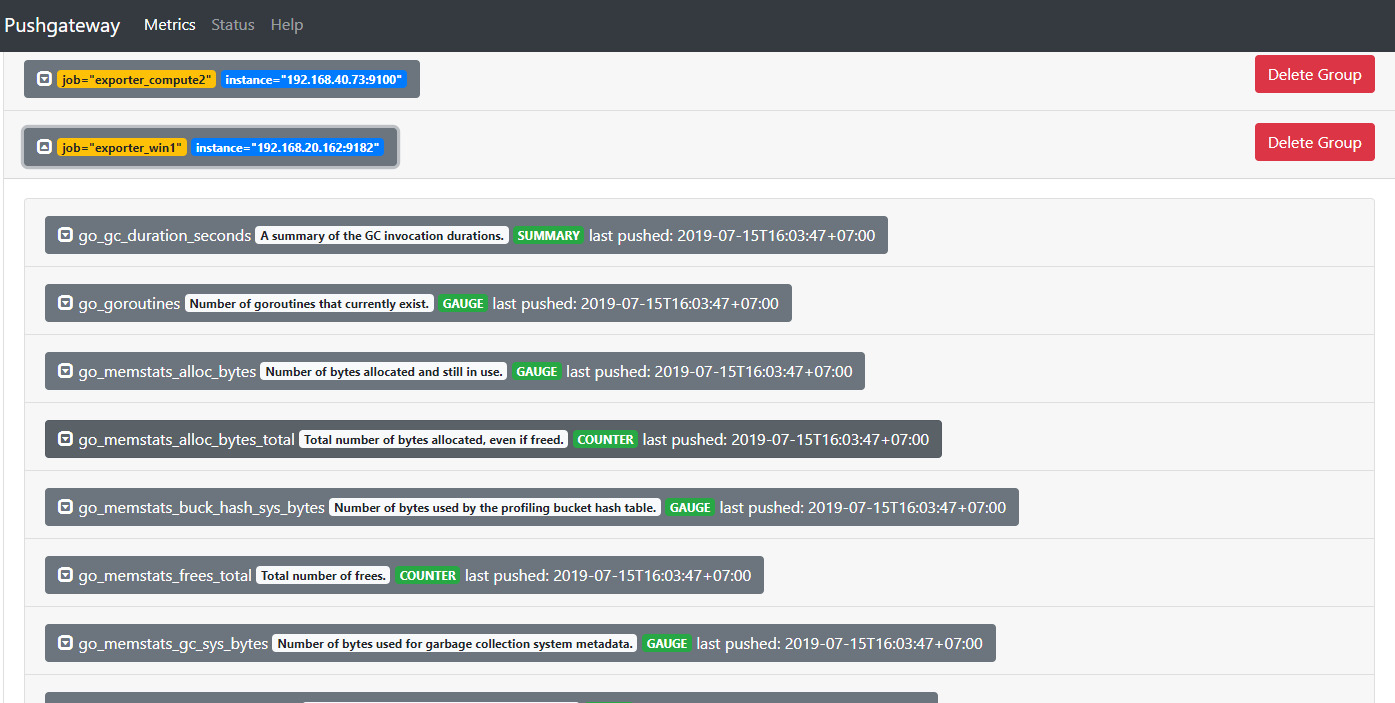 Pushgateway Metrics Status Help
job="exporter_compute2" instance="192.168.40.73:9100" Delete Group
job="exporter_win1" instance="192.168.20.162:9182" Delete Group
go_gc_duration_seconds A summary of the GC invocation durations. SUMMARY last pushed: 2019-07-15T16:03:47+07:00
go_goroutines Number of goroutines that currently exist. GAUGE last pushed: 2019-07-15T16:03:47+07:00
go_memstats_alloc_bytes Number of bytes allocated and still in use. GAUGE last pushed: 2019-07-15T16:03:47+07:00
go_memstats_alloc_bytes_total Total number of bytes allocated, even if freed. COUNTER last pushed: 2019-07-15T16:03:47+07:00
go_memstats_buck_hash_sys_bytes Number of bytes used by the profiling bucket hash table. GAUGE last pushed: 2019-07-15T16:03:47+07:00
go_memstats_frees_total Total number of frees. COUNTER last pushed: 2019-07-15T16:03:47+07:00
go_memstats_gc_sys_bytes Number of bytes used for garbage collection system metadata. GAUGE last pushed: 2019-07-15T16:03:47+07:00